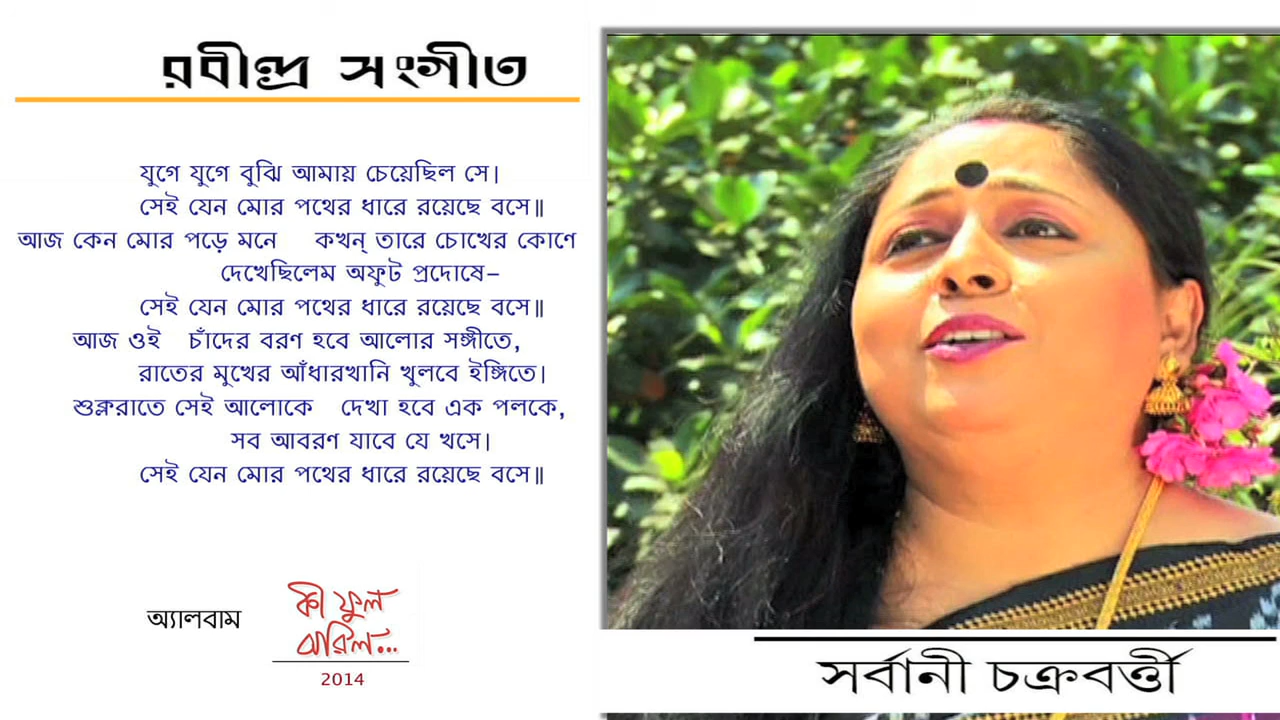 রবীন্দ্র সংগীত
যুগে যুগে বুঝি আমায় চেয়েছিল সে।
সেই যেন মোর পথের ধারে রয়েছে বসে॥
আজ কেন মোর পড়ে মনে কখন্ তারে চোখের কোণে
দেখেছিলেম অফুট প্রদোষে–
সেই যেন মোর পথের ধারে রয়েছে বসে॥
আজ ওই চাঁদের বরণ হবে আলোর সঙ্গীতে,
রাতের মুখের আঁধারখানি খুলবে ইঙ্গিতে।
শুক্লরাতে সেই আলোকে দেখা হবে এক পলকে,
সব আবরণ যাবে যে খসে।
সেই যেন মোর পথের ধারে রয়েছে বসে॥
অ্যালবাম
কী ফুল
ঝরিল...
2014
সর্বানী চক্রবর্ত্তী